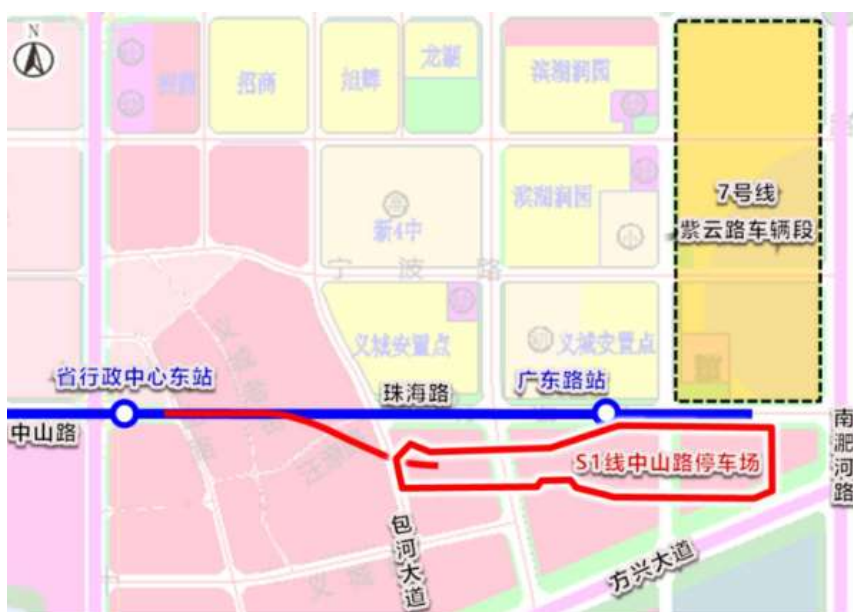 N
龙湖
招商
旭辉
滨湖润园
7号线
紫云路车辆段
滨湖润园
新4中
宁波路
义城安置点
义城安置点
省行政中心东站
珠海路
广东路站
中山路
南淝河路
S1线中山路停车场
包河大道
方兴大道